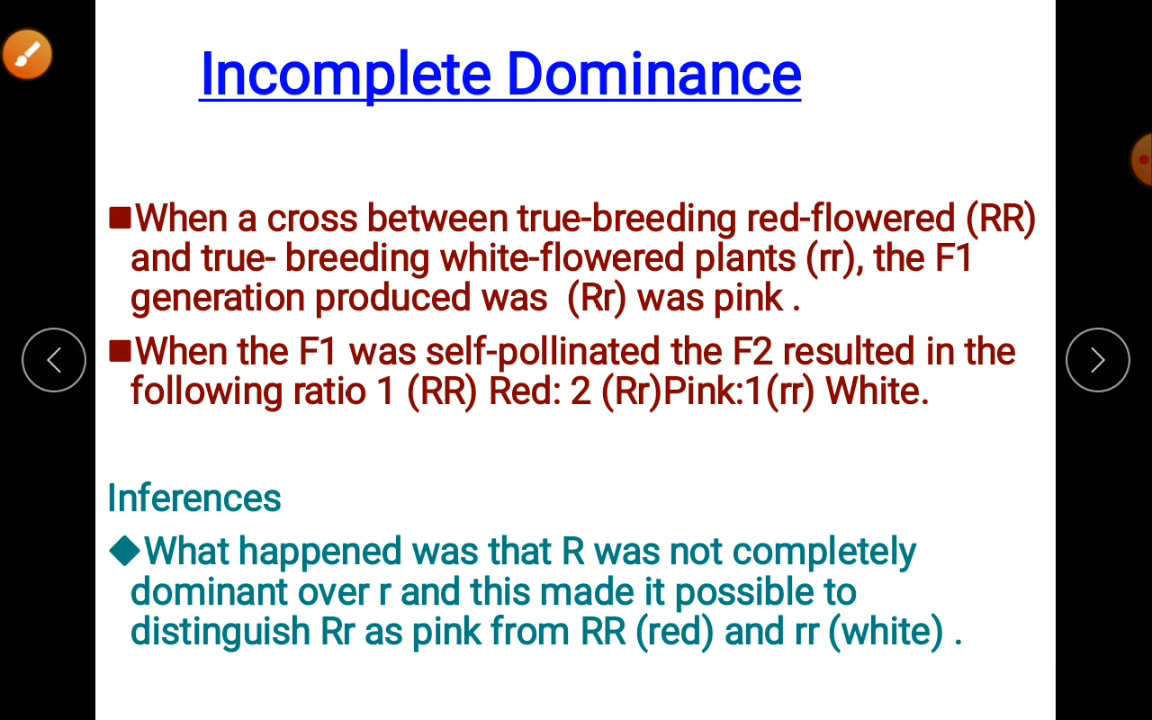 Incomplete Dominance
■When a cross between true-breeding red-flowered (RR)
and true- breeding white-flowered plants (rr), the F1
generation produced was (Rr) was pink .
■When the F1 was self-pollinated the F2 resulted in the
following ratio 1 (RR) Red: 2 (Rr)Pink:1(rr) White.
Inferences
◆What happened was that R was not completely
dominant over r and this made it possible to
distinguish Rr as pink from RR (red) and rr (white) .